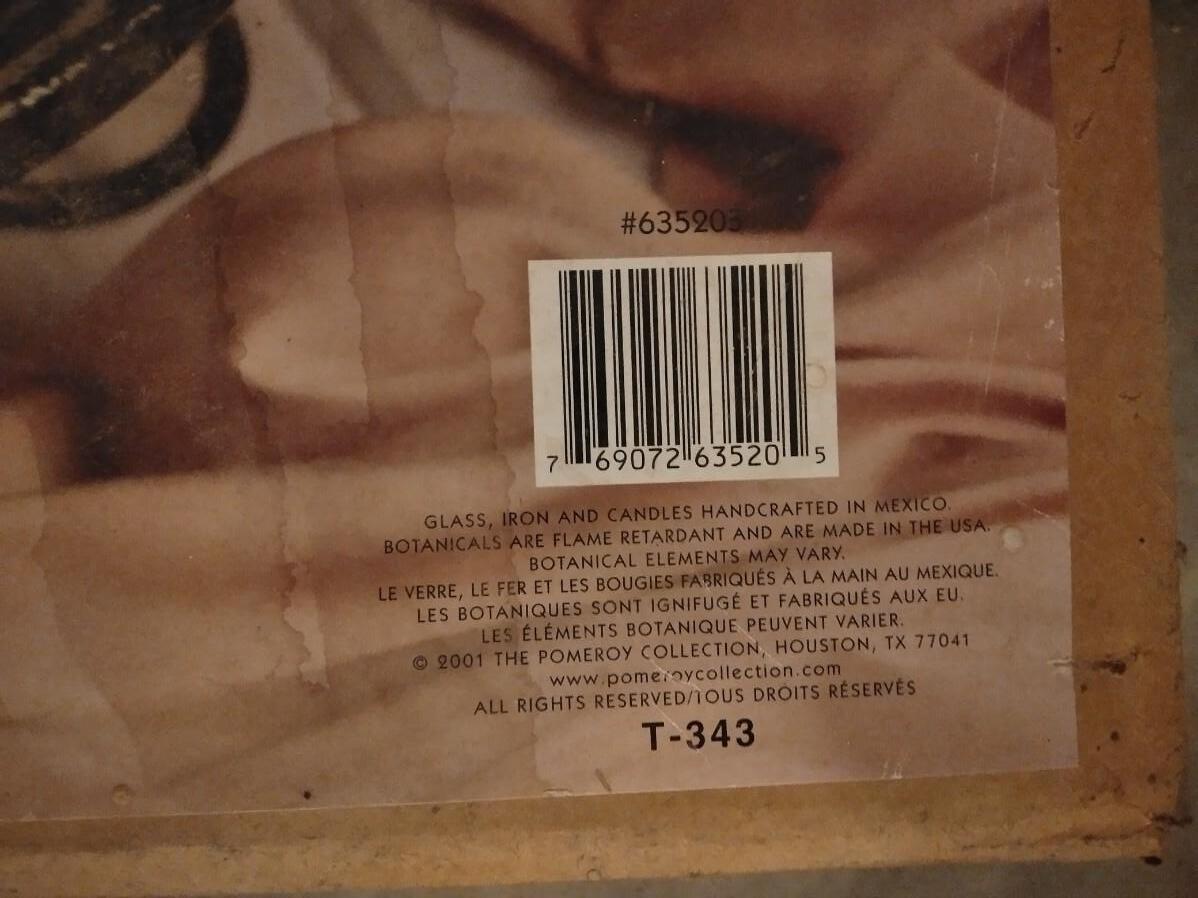 #635203
7 69072 63520 5
GLASS, IRON AND CANDLES HANDCRAFTED IN MEXICO.
BOTANICALS ARE FLAME RETARDANT AND ARE MADE IN THE USA.
BOTANICAL ELEMENTS MAY VARY.
LE VERRE, LE FER ET LES BOUGIES FABRIQUÉS À LA MAIN AU MEXIQUE.
LES BOTANIQUES SONT IGNIFUGÉ ET FABRIQUÉS AUX EU.
LES ÉLÉMENTS BOTANIQUE PEUVENT VARIER.
© 2001 THE POMEROY COLLECTION, HOUSTON, TX 77041
www.pomeroycollection.com
ALL RIGHTS RESERVED/TOUS DROITS RÉSERVÉS
T-343